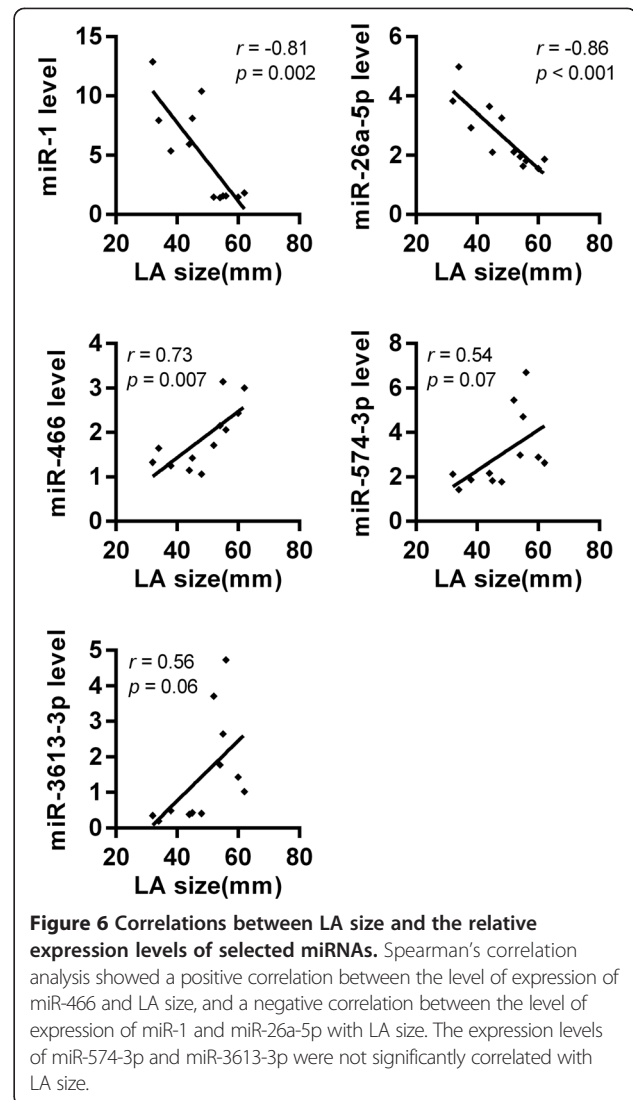 15
10
5
0
20 40 60 80
miR-1 level
LA size(mm)
r = -0.81
p = 0.002
6
4
2
0
20 40 60 80
miR-26a-5p level
LA size(mm)
r = -0.86
p < 0.001
4
3
2
1
0
20 40 60 80
miR-466 level
LA size(mm)
r = 0.73
p = 0.007
8
6
4
2
0
20 40 60 80
miR-574-3p level
LA size(mm)
r = 0.54
p = 0.07
5
4
3
2
1
0
20 40 60 80
miR-3613-3p level
LA size(mm)
r = 0.56
p = 0.06
Figure 6 Correlations between LA size and the relative
expression levels of selected miRNAs. Spearman's correlation
analysis showed a positive correlation between the level of expression of
miR-466 and LA size, and a negative correlation between the level of
expression of miR-1 and miR-26a-5p with LA size. The expression levels
of miR-574-3p and miR-3613-3p were not significantly correlated with
LA size.